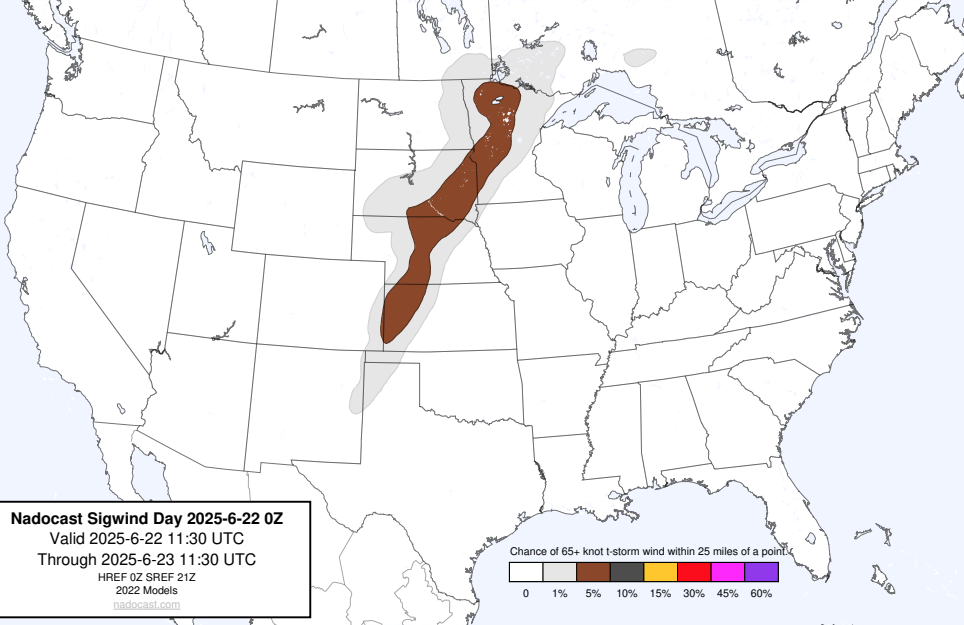 Nadocast Sigwind Day 2025-6-22 0Z
Valid 2025-6-22 11:30 UTC
Through 2025-6-23 11:30 UTC
HREF 0Z SREF 21Z
2022 Models
nadocast.com
Chance of 65+ knot t-storm wind within 25 miles of a point.
0 1% 5% 10% 15% 30% 45% 60%